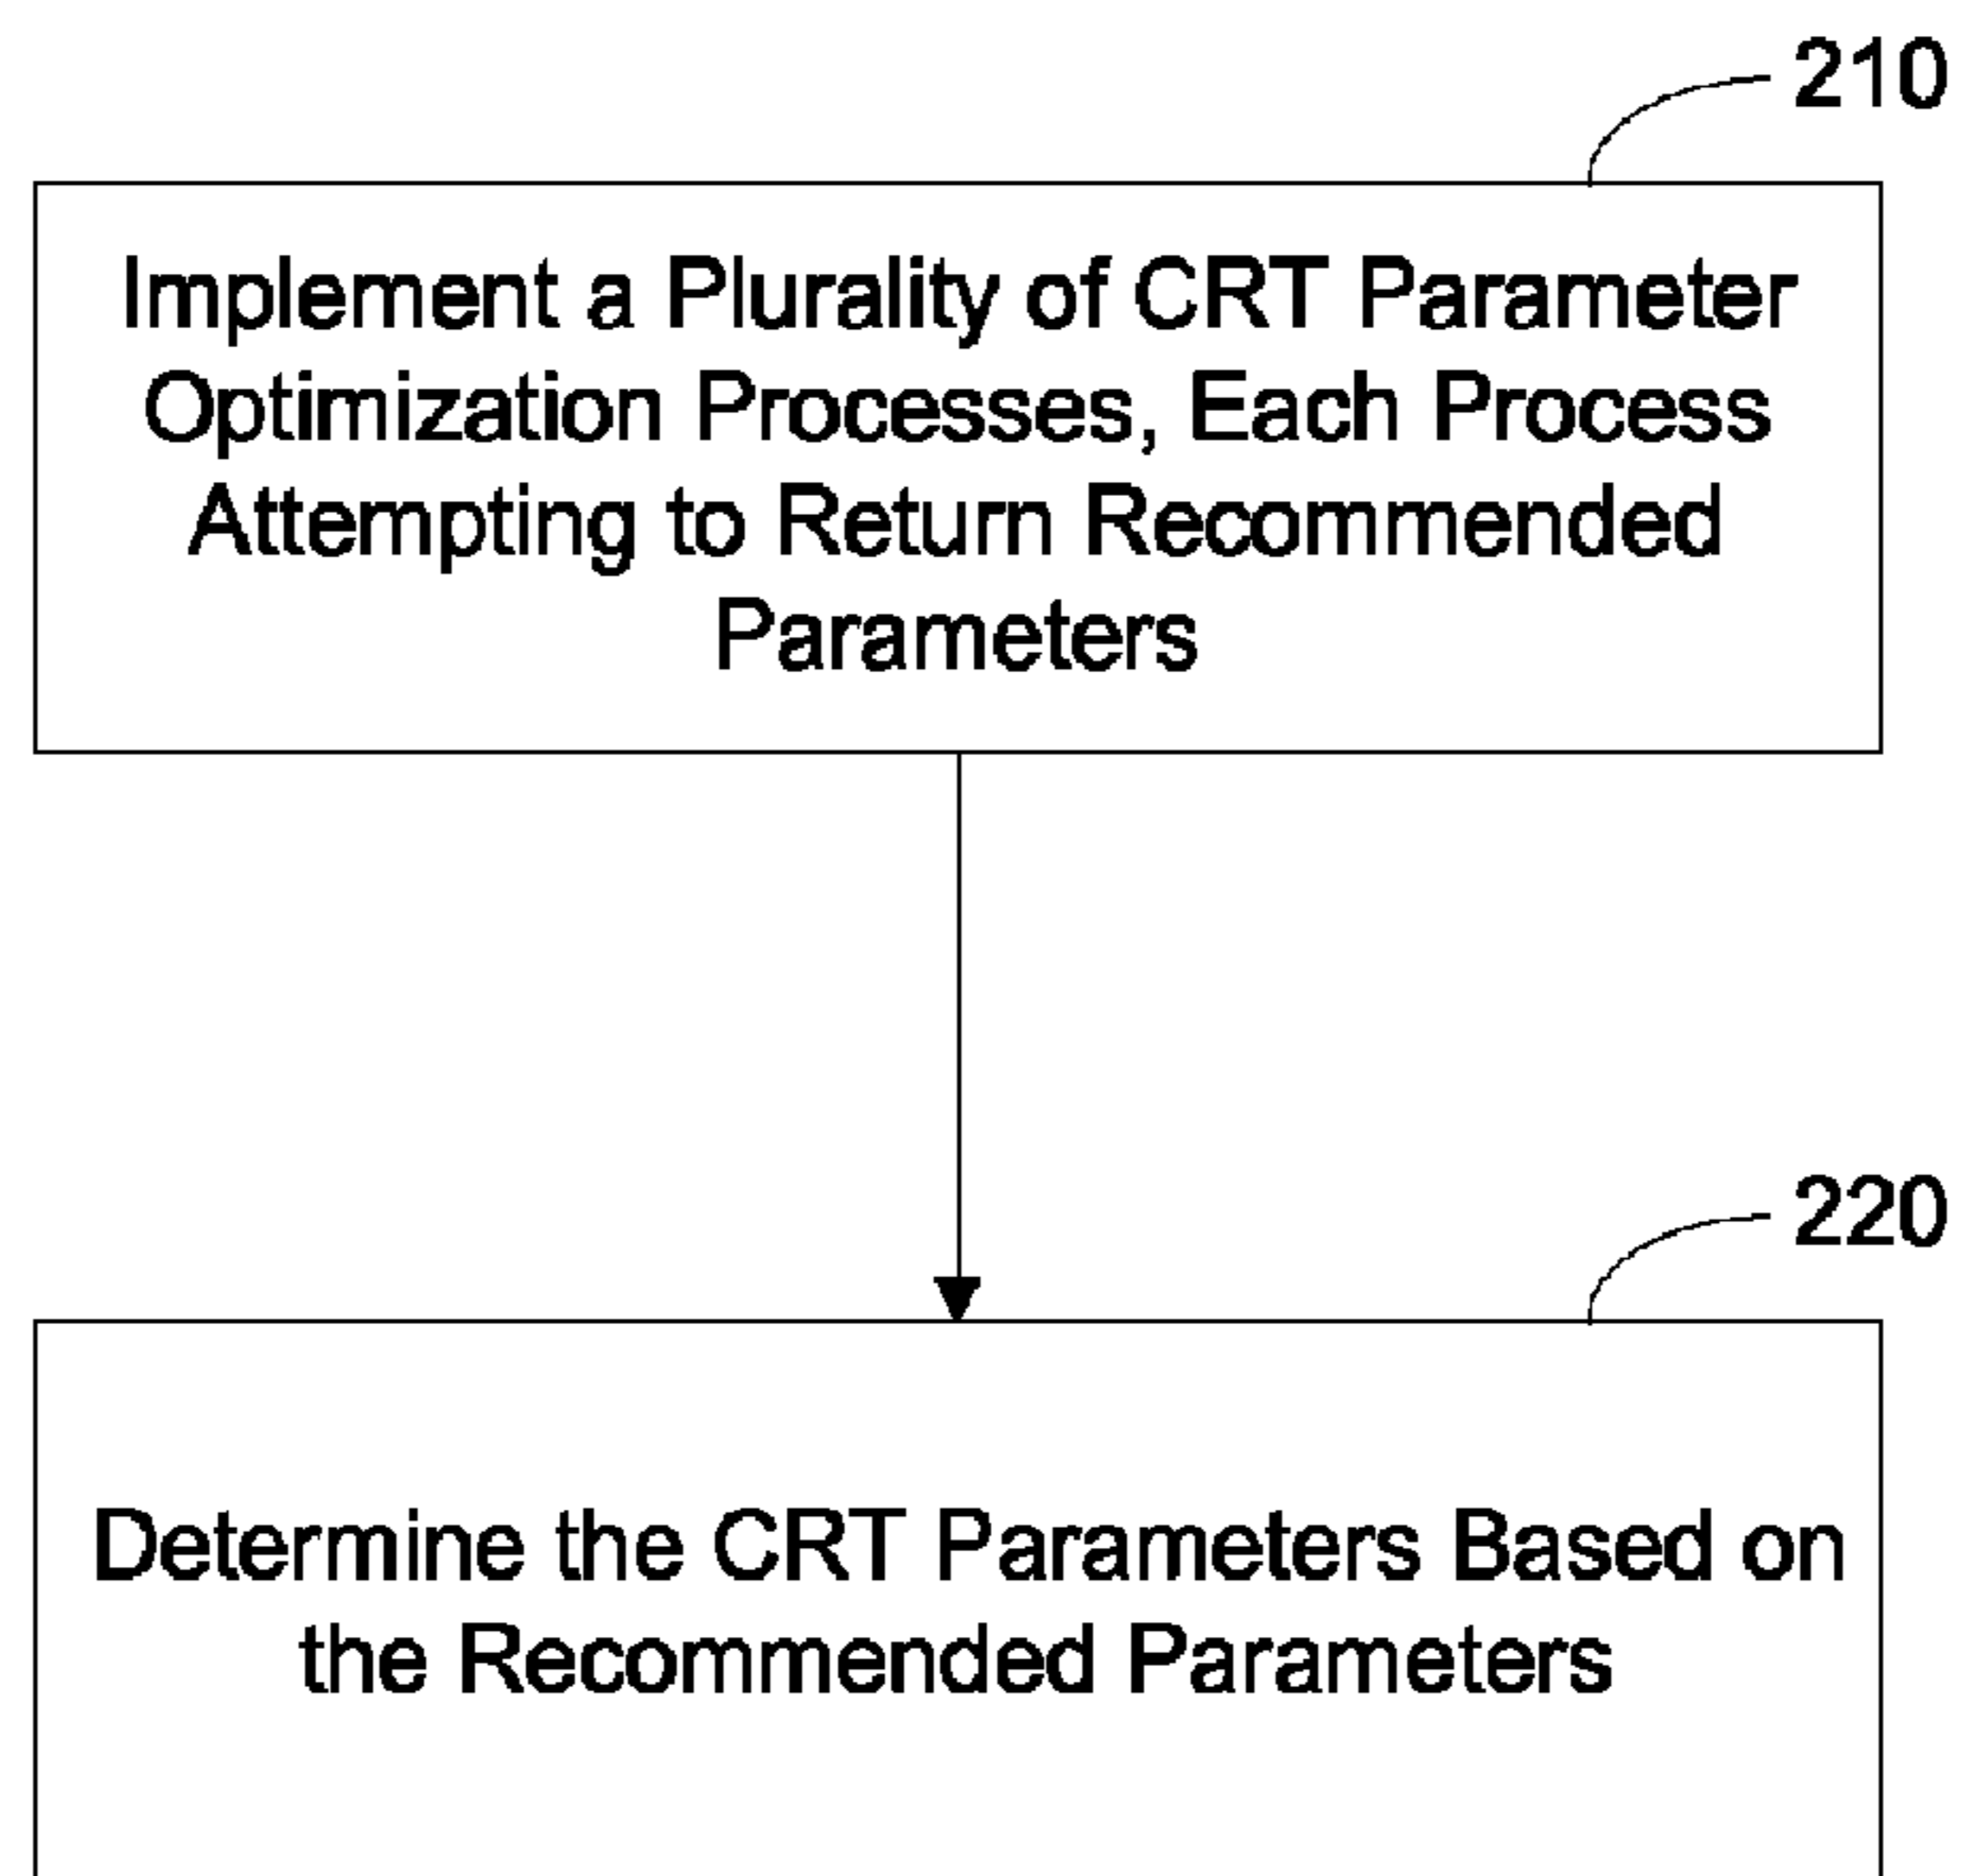 210
Implement a Plurality of CRT Parameter
Optimization Processes, Each Process
Attempting to Return Recommended
Parameters
220
Determine the CRT Parameters Based on
the Recommended Parameters